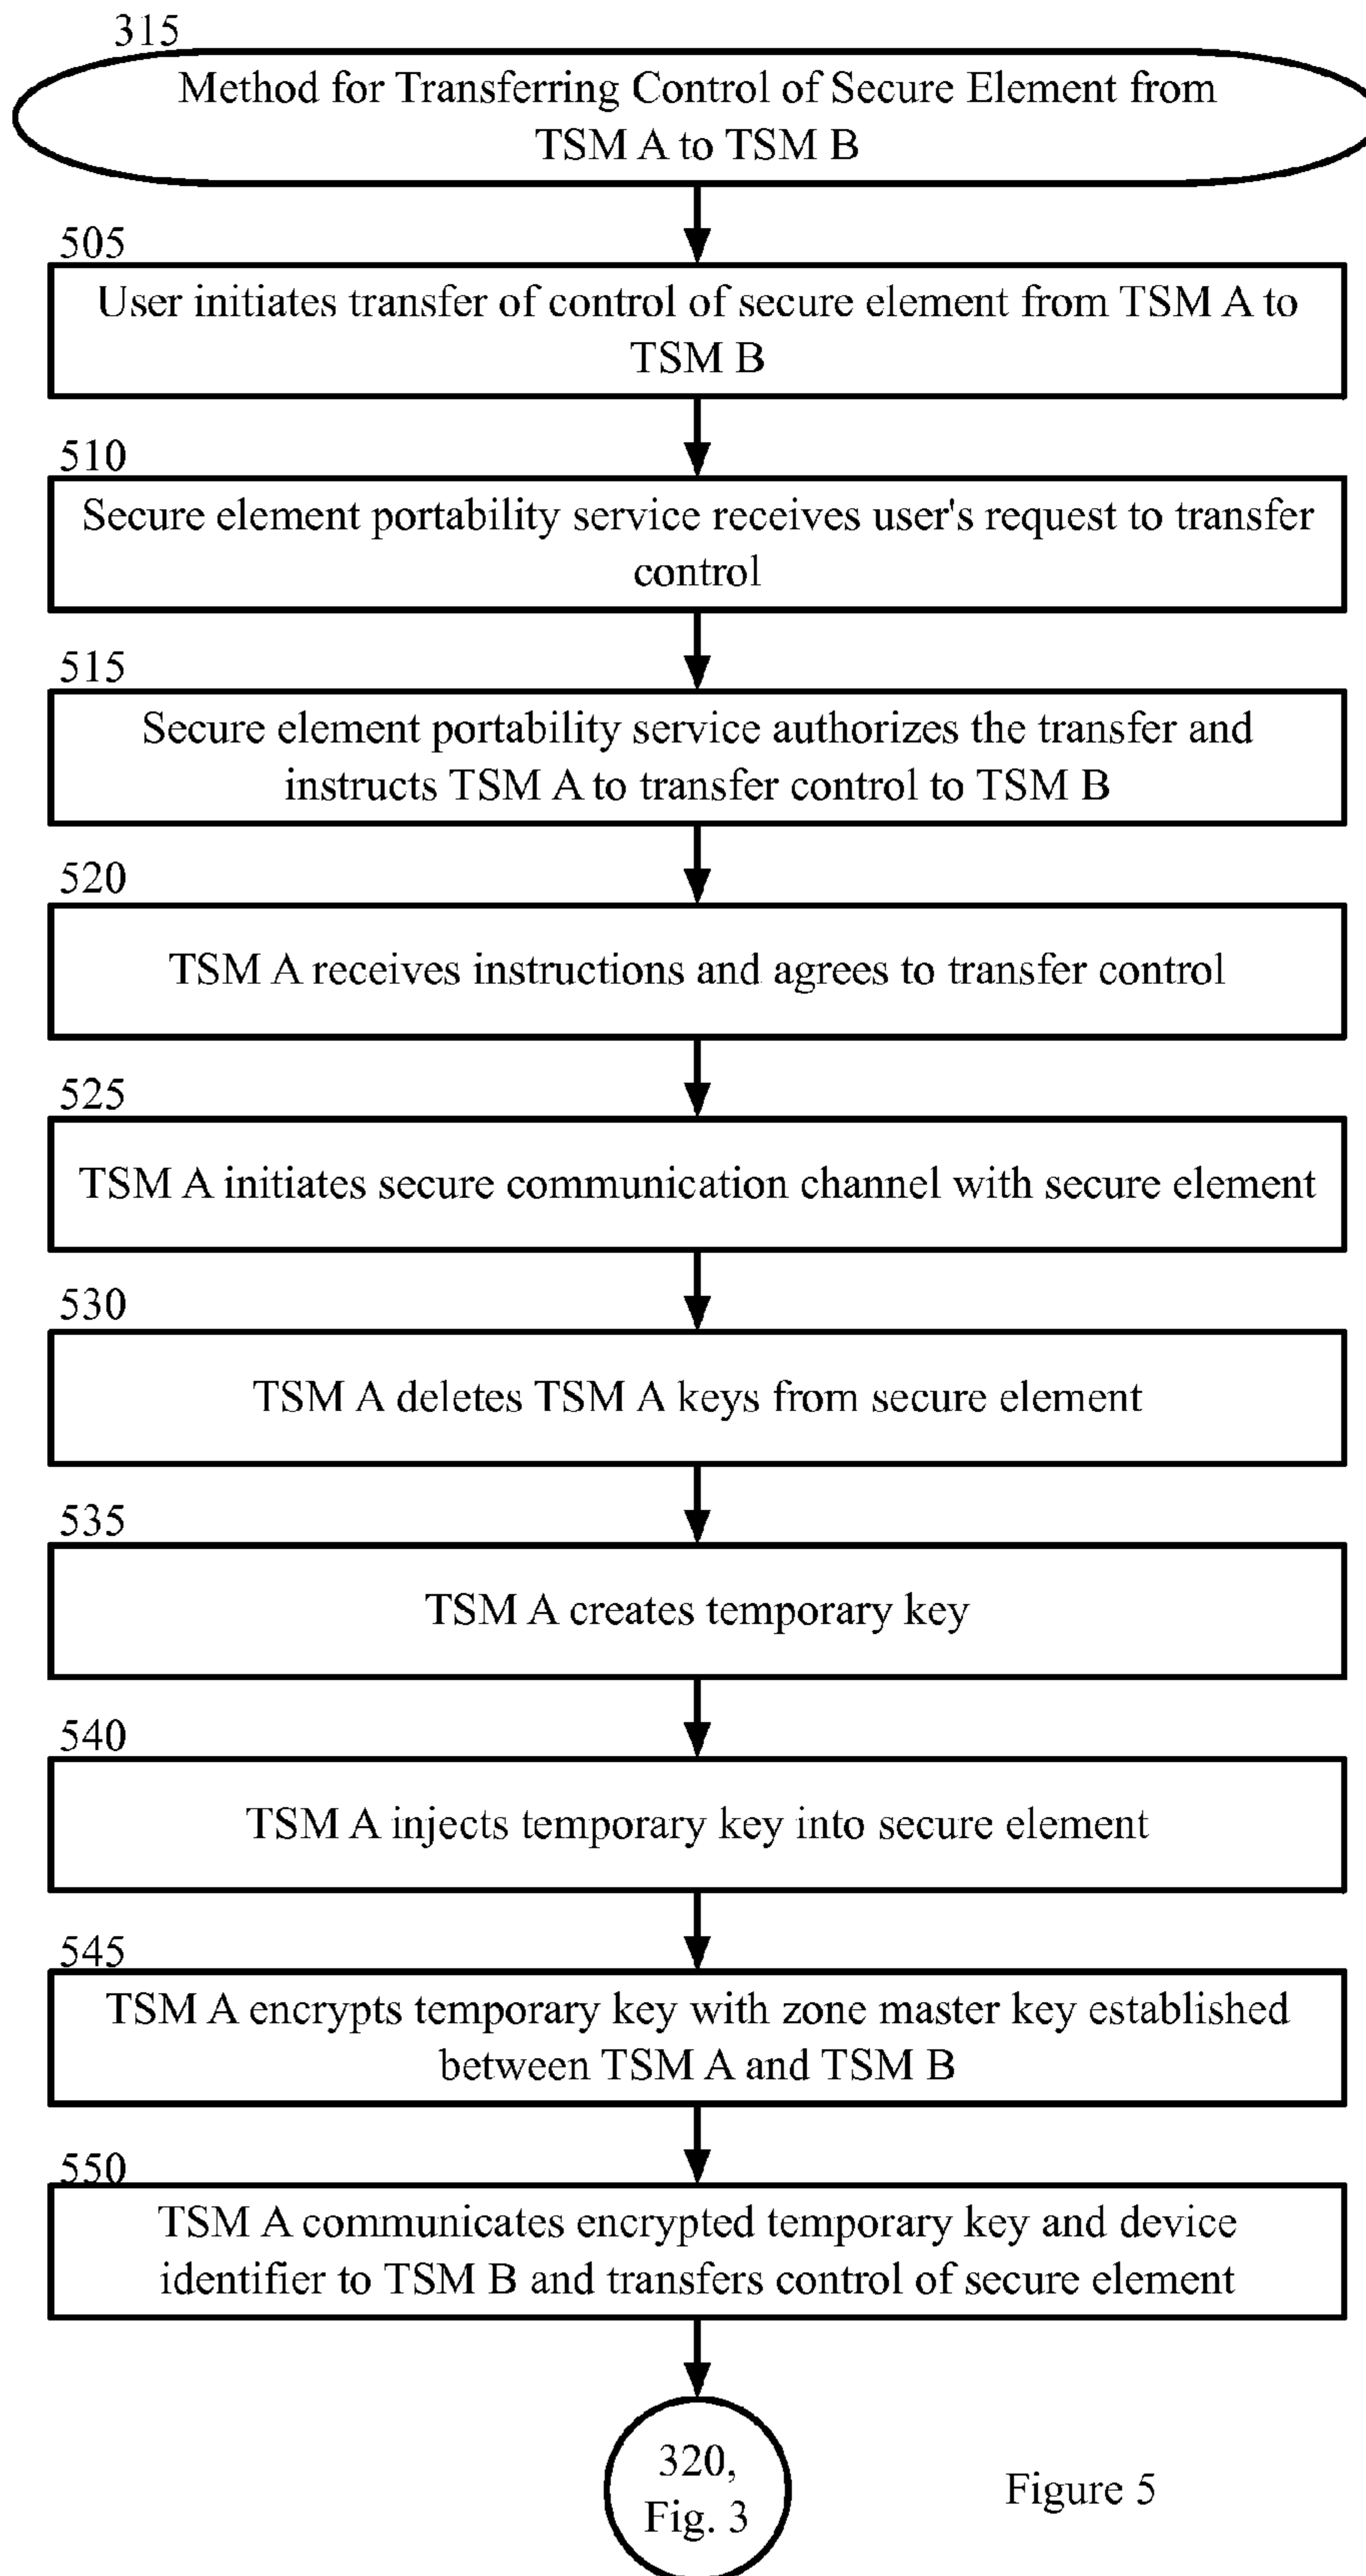 315
Method for Transferring Control of Secure Element from
TSM A to TSM B
505
User initiates transfer of control of secure element from TSM A to
TSM B
510
Secure element portability service receives user's request to transfer
control
515
Secure element portability service authorizes the transfer and
instructs TSM A to transfer control to TSM B
520
TSM A receives instructions and agrees to transfer control
525
TSM A initiates secure communication channel with secure element
530
TSM A deletes TSM A keys from secure element
535
TSM A creates temporary key
540
TSM A injects temporary key into secure element
545
TSM A encrypts temporary key with zone master key established
between TSM A and TSM B
550
TSM A communicates encrypted temporary key and device
identifier to TSM B and transfers control of secure element
320,
Fig. 3
Figure 5